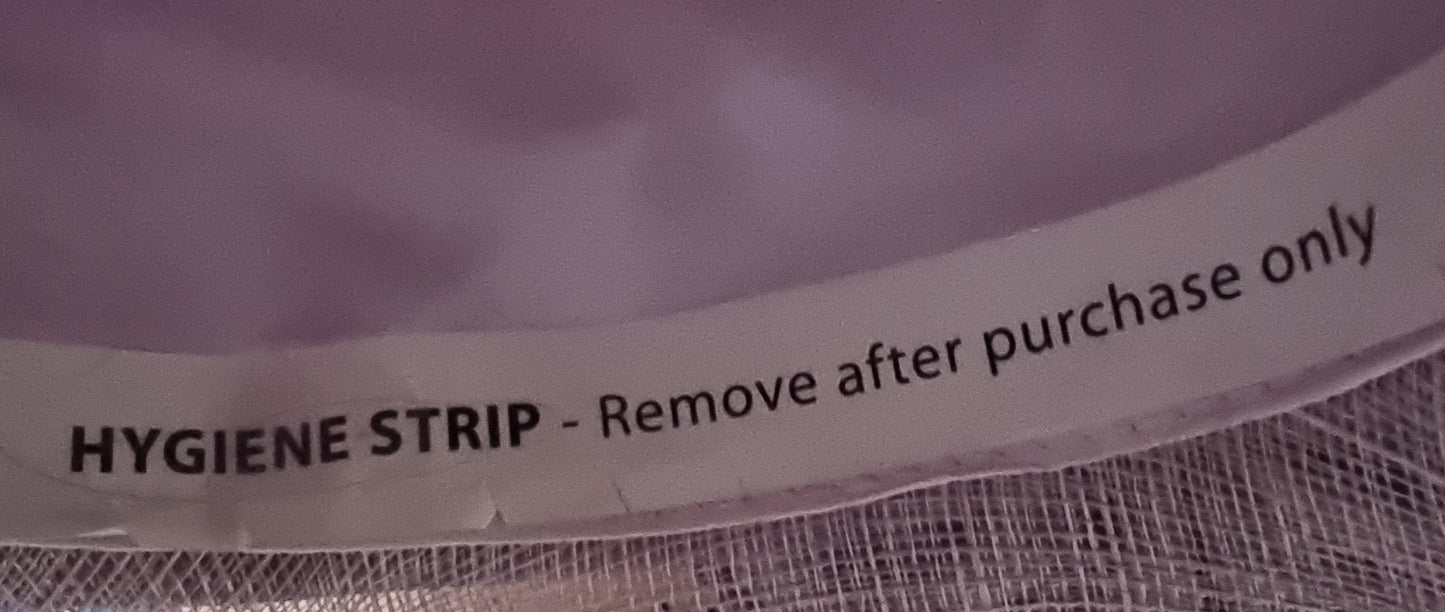 HYGIENE STRIP - Remove after purchase only